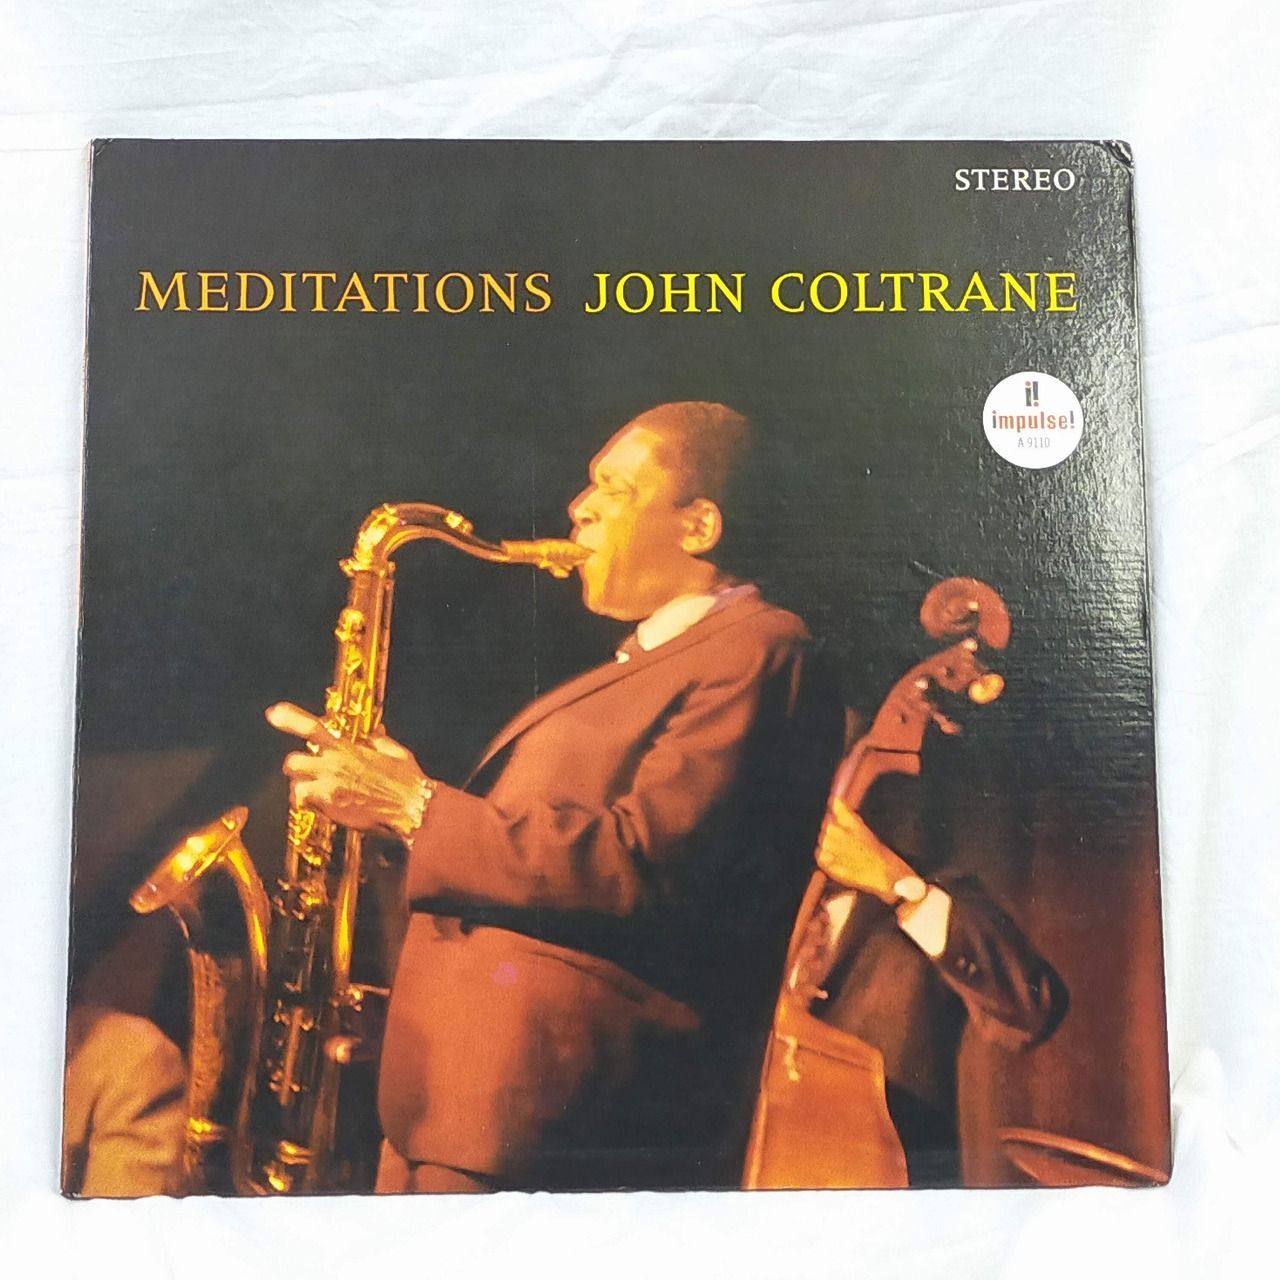 STEREO
MEDITATIONS JOHN COLTRANE
i!
impulse!
A 9110